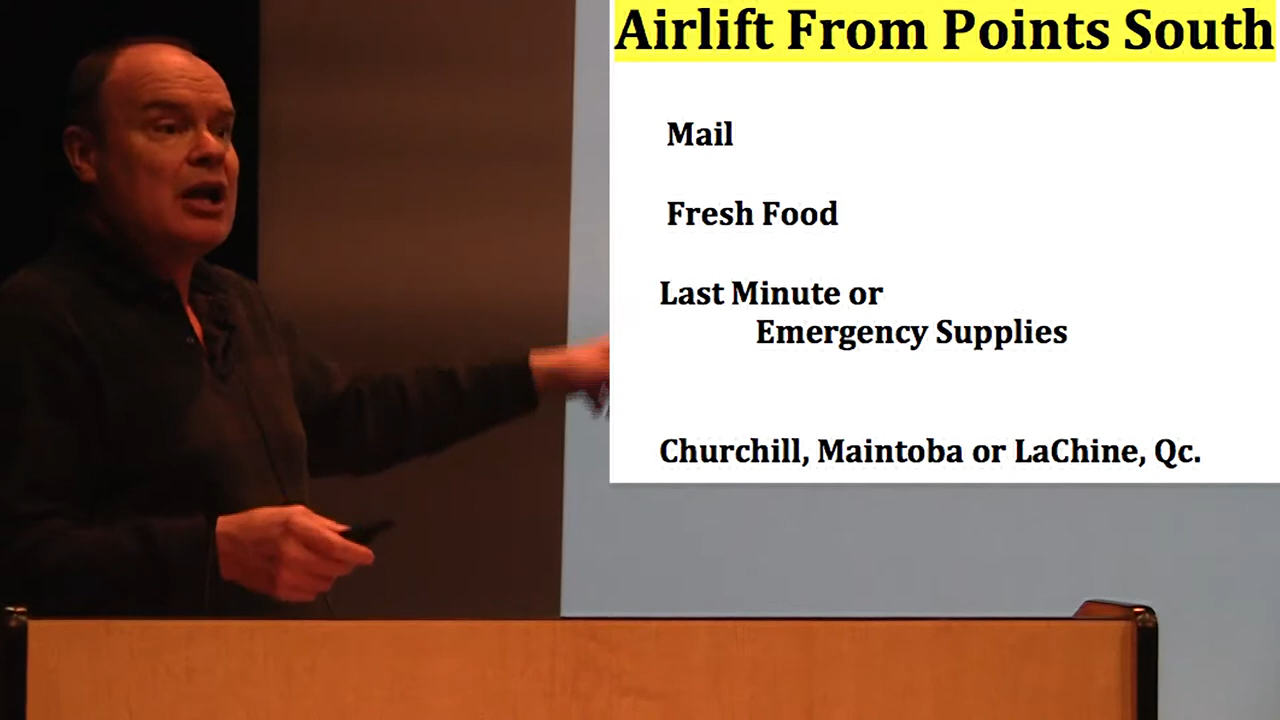 Airlift From Points South
Mail
Fresh Food
Last Minute or
Emergency Supplies
Churchill, Maintoba or LaChine, Qc.